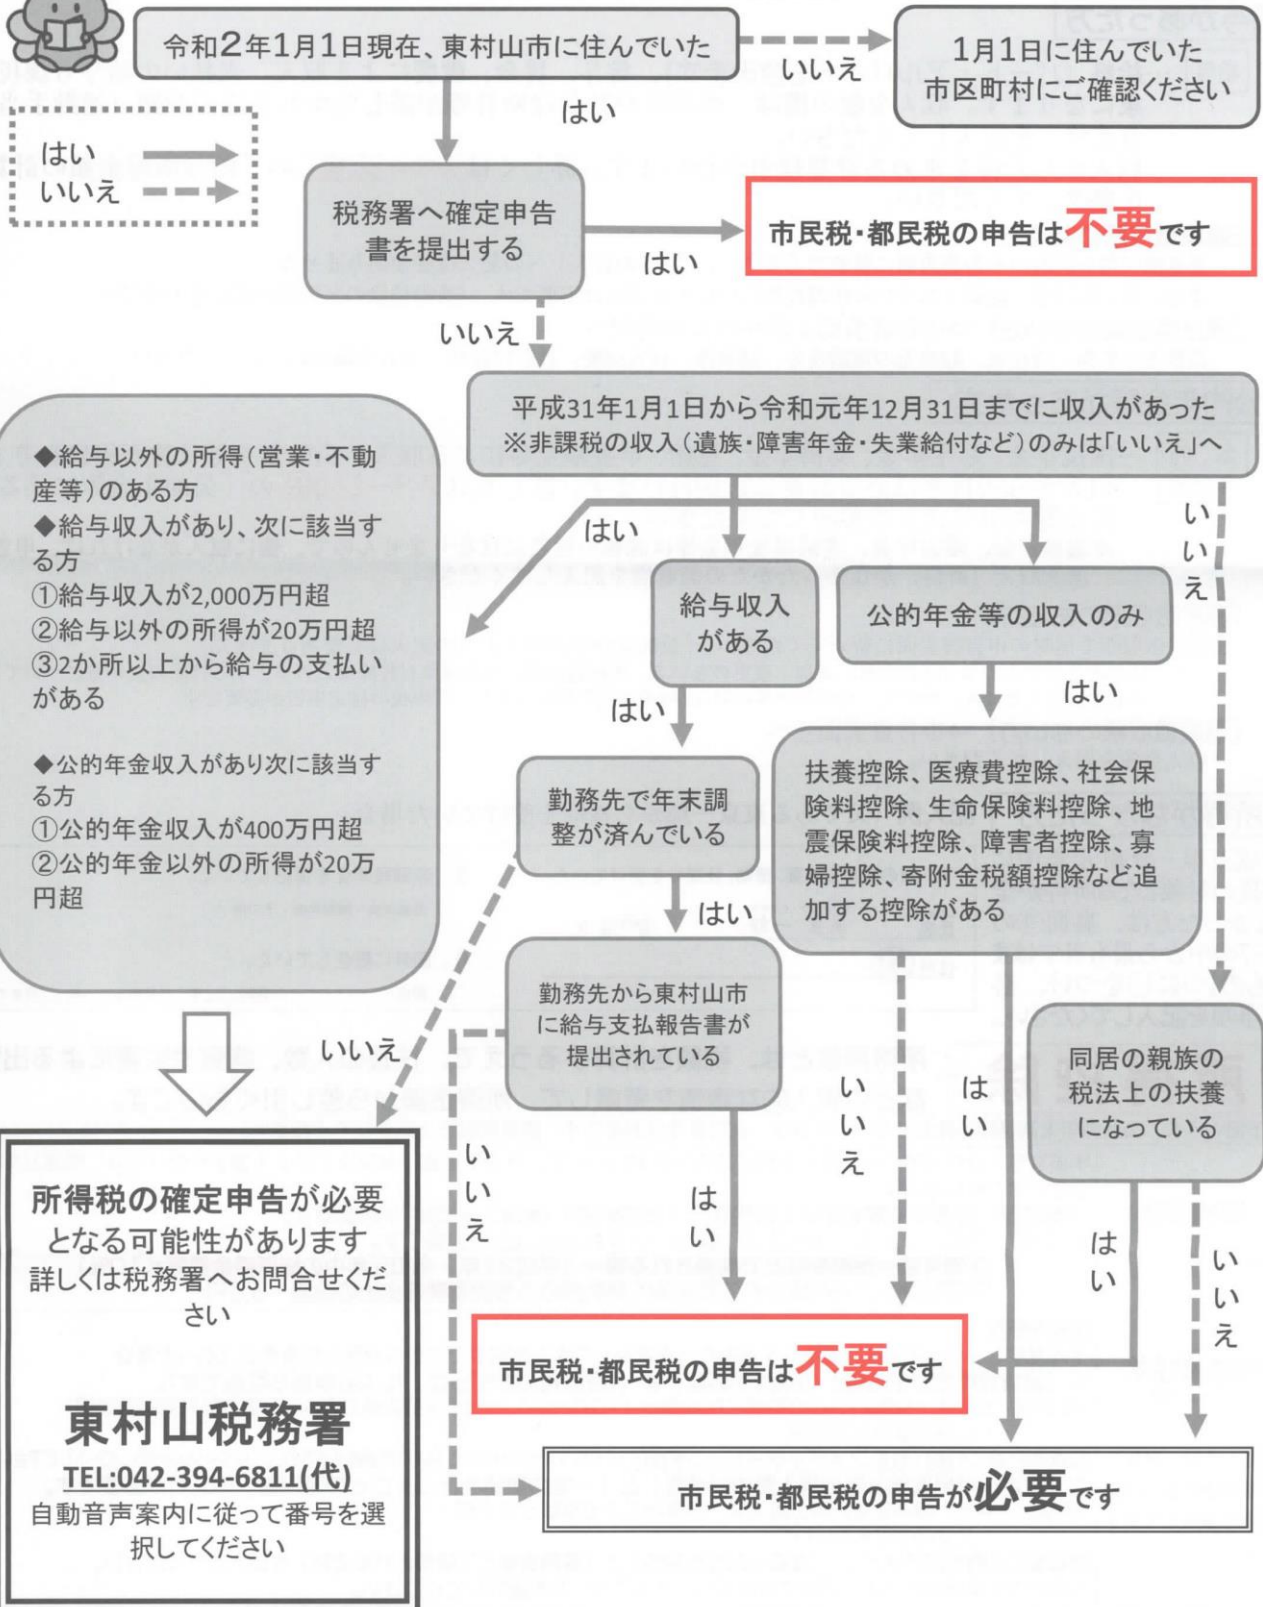 令和2年1月1日現在、東村山市に住んでいた
いいえ
1月1日に住んでいた
市区町村にご確認ください
はい
はい
いいえ
税務署へ確定申告
書を提出する
はい
市民税・都民税の申告は不要です
いいえ
平成31年1月1日から令和元年12月31日までに収入があった
※非課税の収入(遺族・障害年金・失業給付など)のみは「いいえ」へ
◆給与以外の所得(営業・不動
産等)のある方
◆給与収入があり、次に該当す
る方
①給与収入が2,000万円超
②給与以外の所得が20万円超
③2か所以上から給与の支払い
がある
◆公的年金収入があり次に該当す
る方
①公的年金収入が400万円超
②公的年金以外の所得が20万
円超
はい
いいえ
給与収入
がある
公的年金等の収入のみ
はい
はい
勤務先で年末調
整が済んでいる
扶養控除、医療費控除、社会保
険料控除、生命保険料控除、地
震保険料控除、障害者控除、寡
婦控除、寄附金税額控除など追
加する控除がある
はい
いいえ
勤務先から東村山市
に給与支払報告書が
提出されている
同居の親族の
税法上の扶養
になっている
いいえ
はい
いいえ
はい
はい
いいえ
所得税の確定申告が必要
となる可能性があります
詳しくは税務署へお問合せくだ
さい
東村山税務署
TEL:042-394-6811(代)
自動音声案内に従って番号を選
択してください
市民税・都民税の申告は不要です
市民税・都民税の申告が必要です